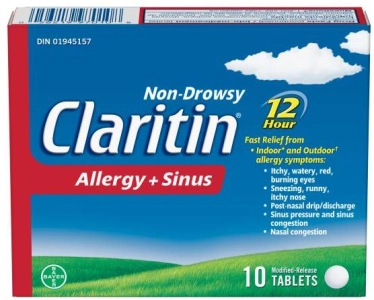 DIN 01945157
Non-Drowsy
Claritin®
Allergy + Sinus
12
Hour
Fast Relief from
• Indoor* and Outdoor†
allergy symptoms:
• Itchy, watery, red,
burning eyes
• Sneezing, runny,
itchy nose
• Post-nasal drip/discharge
• Sinus pressure and sinus
congestion
• Nasal congestion
BAYER
10 Modified-Release
TABLETS